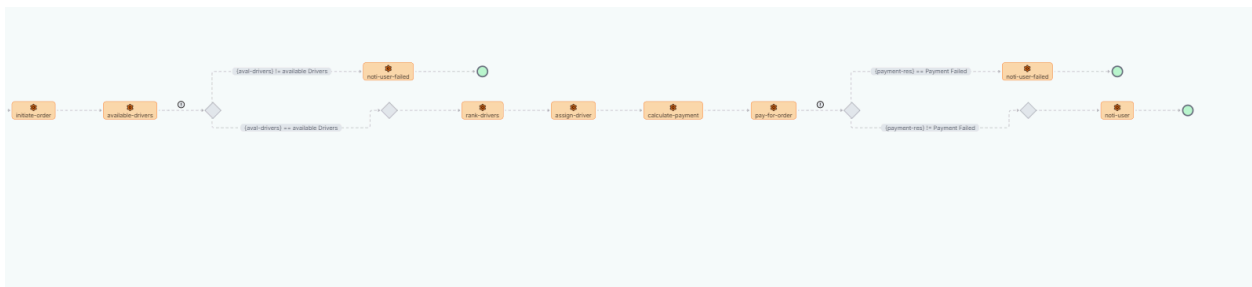 {aval-drivers} != available Drivers
noti-user-failed
{payment-res} == Payment Failed
noti-user-failed
initiate-order
available-drivers
rank-drivers
assign-driver
calculate-payment
pay-for-order
noti-user
{aval-drivers} == available Drivers
{payment-res} != Payment Failed